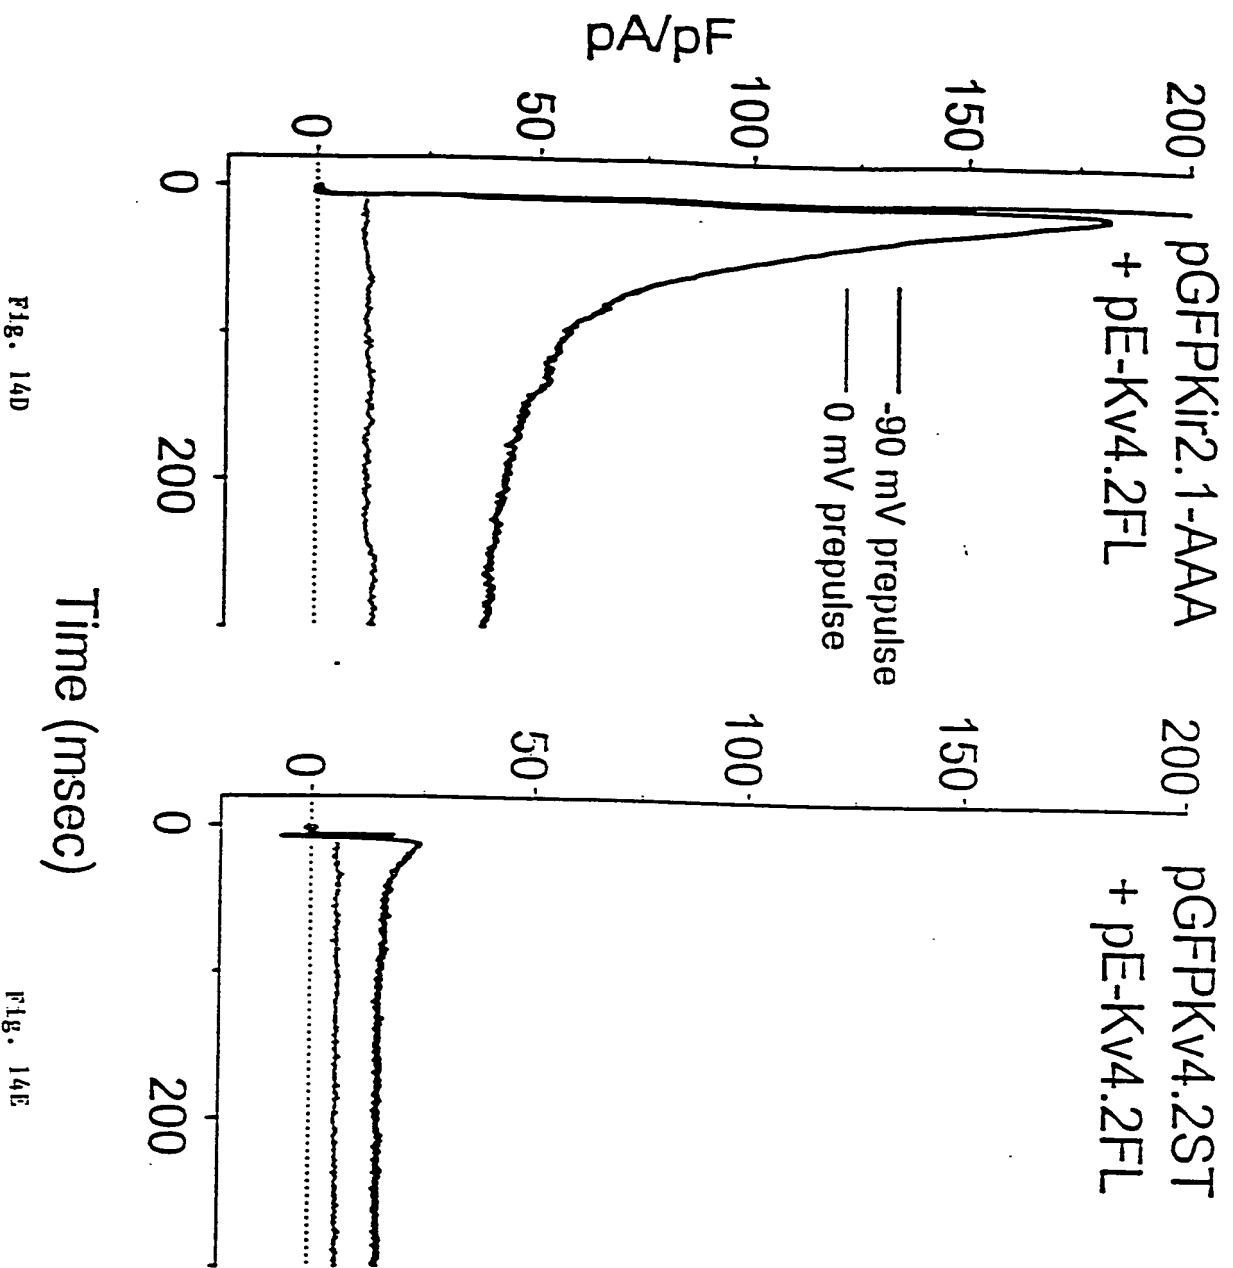 pGFPKir2.1-AAA
+ pE-Kv4.2FL
200
150
100
50
0
pA/pF
-90 mV prepulse
0 mV prepulse
0
200
pGFPKv4.2ST
+ pE-Kv4.2FL
200
150
100
50
0
0
200
Time (msec)
Fig. 14D
Fig. 14E